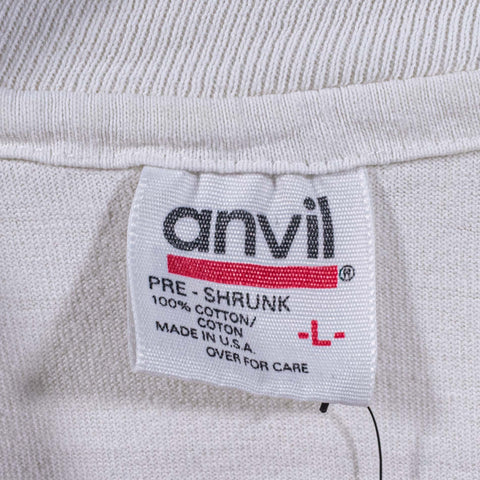 anvil®
PRE - SHRUNK
100% COTTON/
COTON
-L-
MADE IN U.S.A.
OVER FOR CARE